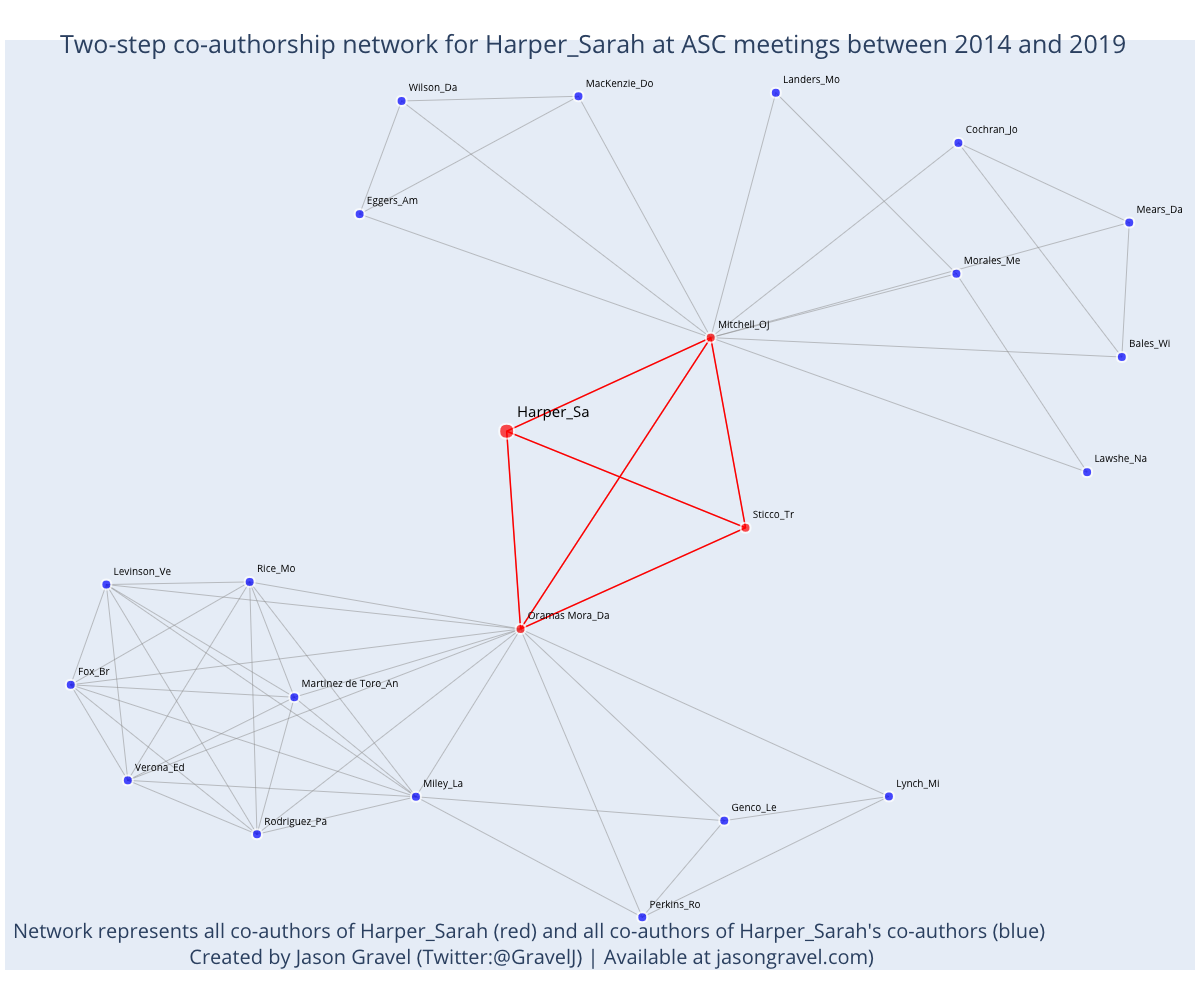 Two-step co-authorship network for Harper_Sarah at ASC meetings between 2014 and 2019
Landers_Mo
MacKenzie_Do
Wilson_Da
Cochran_Jo
Eggers_Am
Mears_Da
Morales_Me
Mitchell_Oj
Bales_Wi
Harper_Sa
Lawshe_Na
Sticco_Tr
Levinson_Ve
Rice_Mo
Oramas Mora_Da
Fox_Br
Martinez de Toro_An
Verona_Ed
Miley_La
Lynch_Mi
Genco_Le
Rodriguez_Pa
Perkins_Ro
Network represents all co-authors of Harper_Sarah (red) and all co-authors of Harper_Sarah's co-authors (blue)
Created by Jason Gravel (Twitter:@GravelJ) | Available at jasongravel.com)